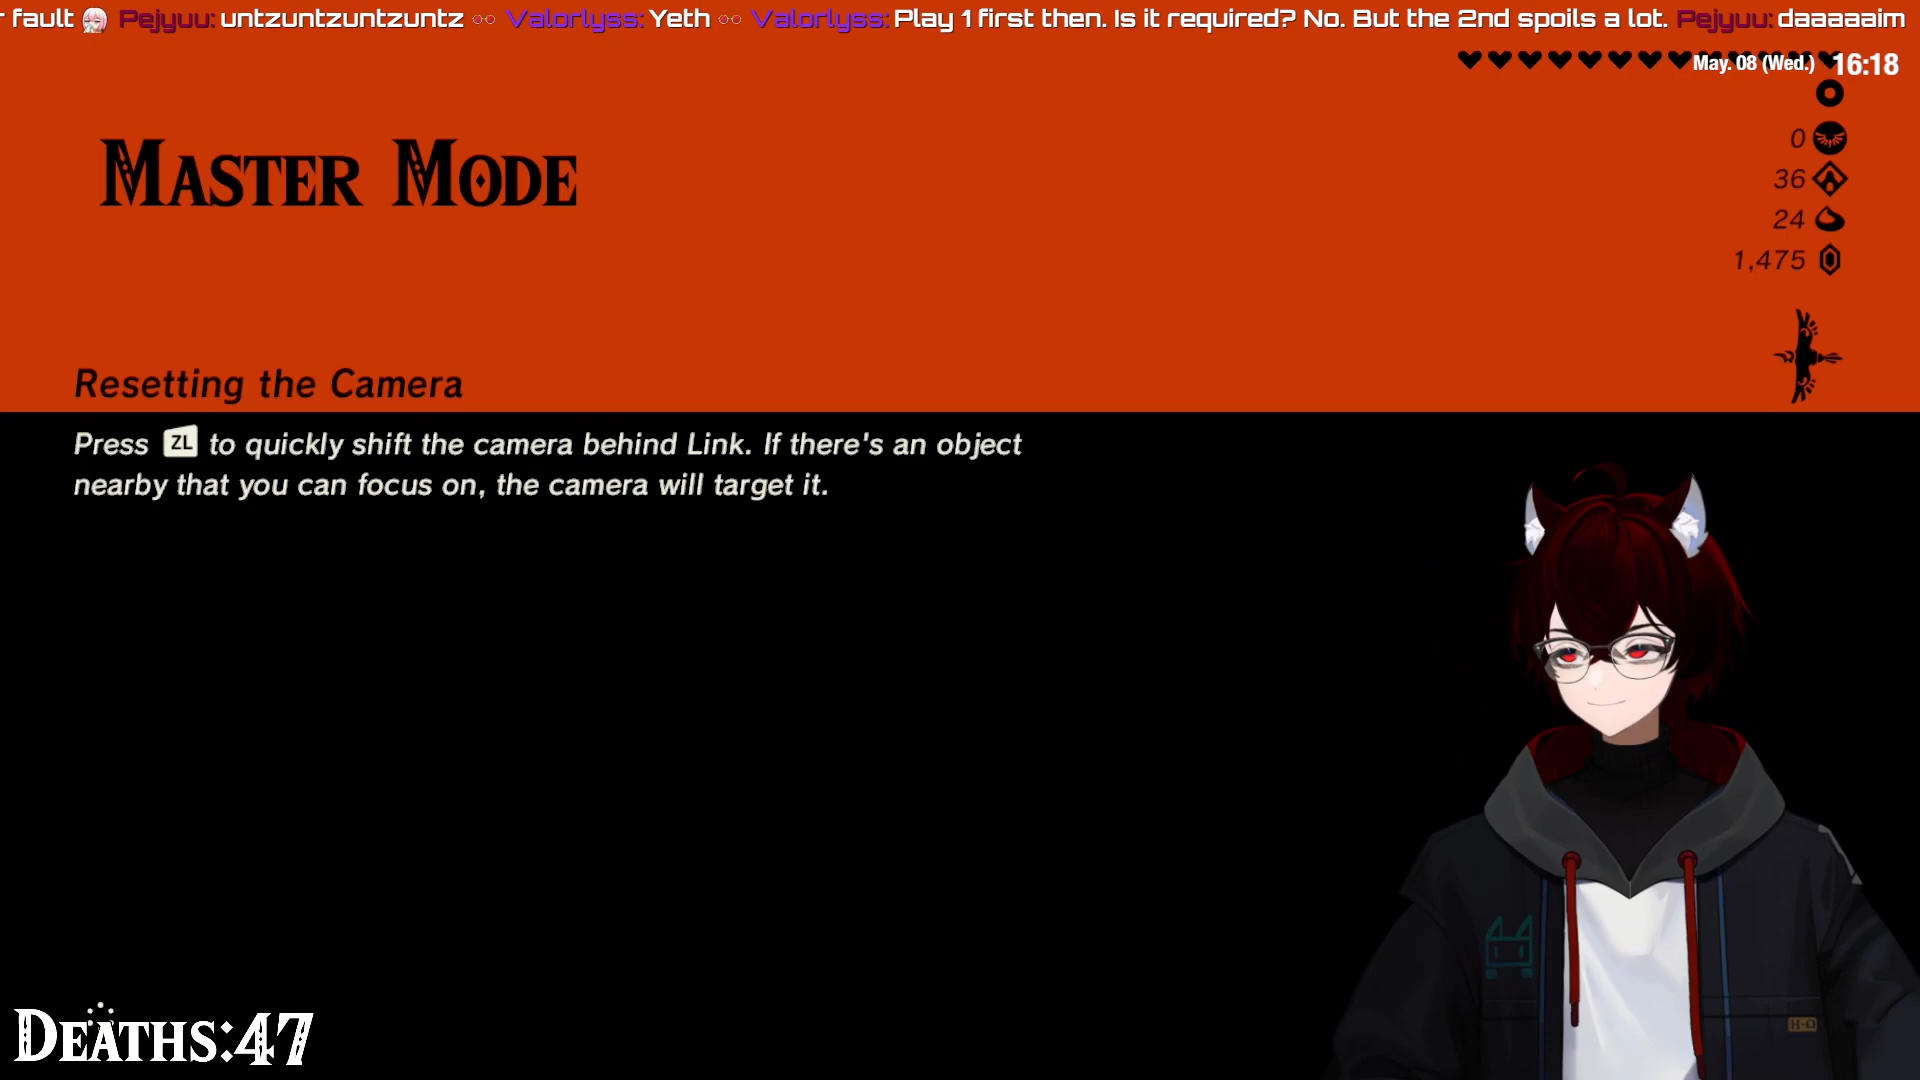 fault Pejyuu: untzuntzuntzuntz Valorlyss: Yeth Valorlyss: Play 1 first then. Is it required? No. But the 2nd spoils a lot. Pejyuu: daaaaaim
May. 08 (Wed.) 16:18
MASTER MODE
0
36
24
1,475
Resetting the Camera
Press ZL to quickly shift the camera behind Link. If there's an object
nearby that you can focus on, the camera will target it.
H-0
DEATHS:47